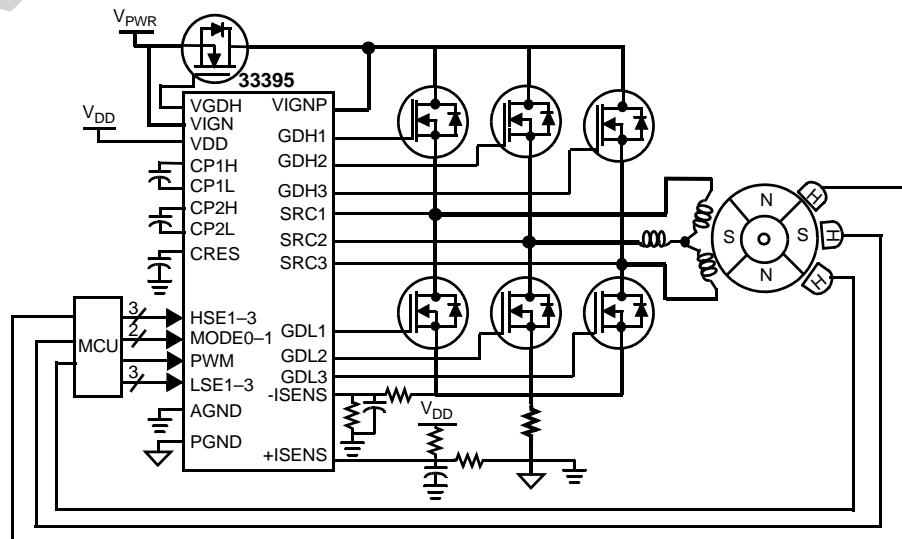 VPWR
33395
VDD
VGDH
VIGN
VDD
CP1H
CP1L
CP2H
CP2L
CRES
HSE1–3
MODE0–1
PWM
LSE1–3
AGND
PGND
VIGNP
GDH1
GDH2
GDH3
SRC1
SRC2
SRC3
GDL1
GDL2
GDL3
-ISENS
+ISENS
VDD
MCU
3
2
3
N
S
S
N
H
H
H